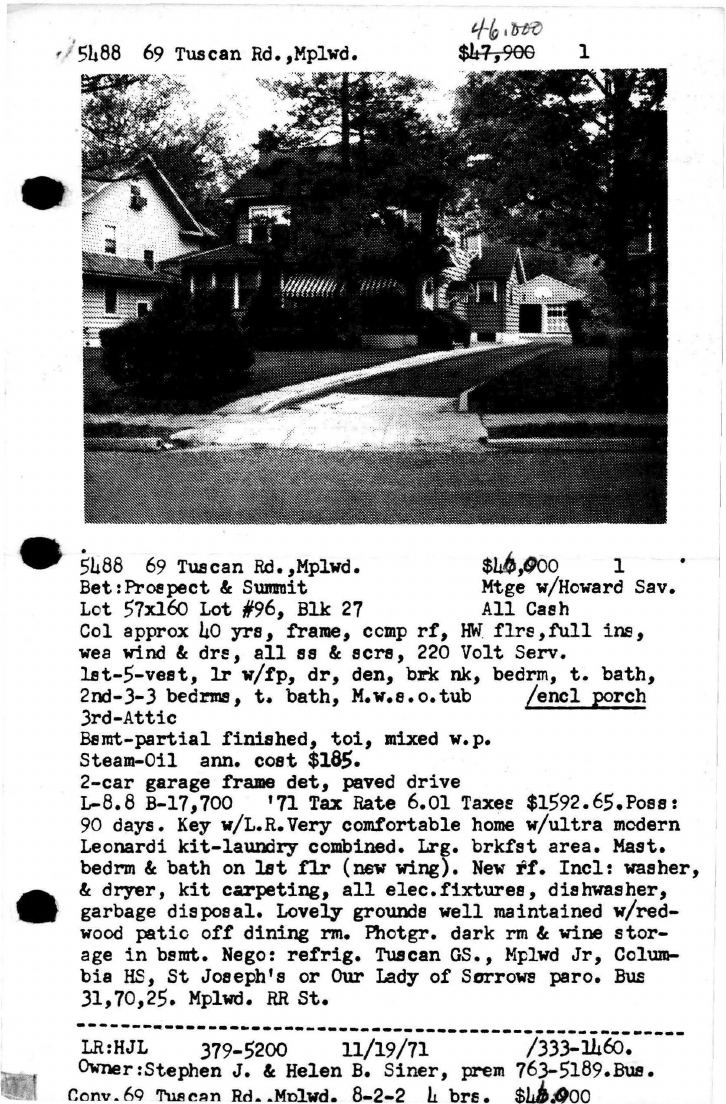 46,000
5488 69 Tuscan Rd.,Mplwd. $47,900 1
5488 69 Tuscan Rd.,Mplwd. $46,000 1
Bet:Prospect & Summit Mtge w/Howard Sav.
Lot 57x160 Lot #96, Blk 27 All Cash
Col approx 40 yrs, frame, comp rf, HW flrs,full ins,
wea wind & drs, all ss & scrs, 220 Volt Serv.
1st-5-vest, lr w/fp, dr, den, brk nk, bedrm, t. bath,
2nd-3-3 bedrms, t. bath, M.w.s.o.tub /encl porch
3rd-Attic
Bsmt-partial finished, toi, mixed w.p.
Steam-Oil ann. cost $185.
2-car garage frame det, paved drive
L-8.8 B-17,700 '71 Tax Rate 6.01 Taxes $1592.65.Poss:
90 days. Key w/L.R.Very comfortable home w/ultra modern
Leonardi kit-laundry combined. Lrg. brkfst area. Mast.
bedrm & bath on 1st flr (new wing). New rf. Incl: washer,
& dryer, kit carpeting, all elec.fixtures, dishwasher,
garbage disposal. Lovely grounds well maintained w/red-
wood patio off dining rm. Photgr. dark rm & wine stor-
age in bsmt. Nego: refrig. Tuscan GS., Mplwd Jr, Colum-
bia HS, St Joseph's or Our Lady of Sorrows paro. Bus
31,70,25. Mplwd. RR St.
LR:HJL 379-5200 11/19/71 /333-1460.
Owner:Stephen J. & Helen B. Siner, prem 763-5189.Bus.
Conv.69 Tuscan Rd.,Mplwd. 8-2-2 4 brs. $46,000